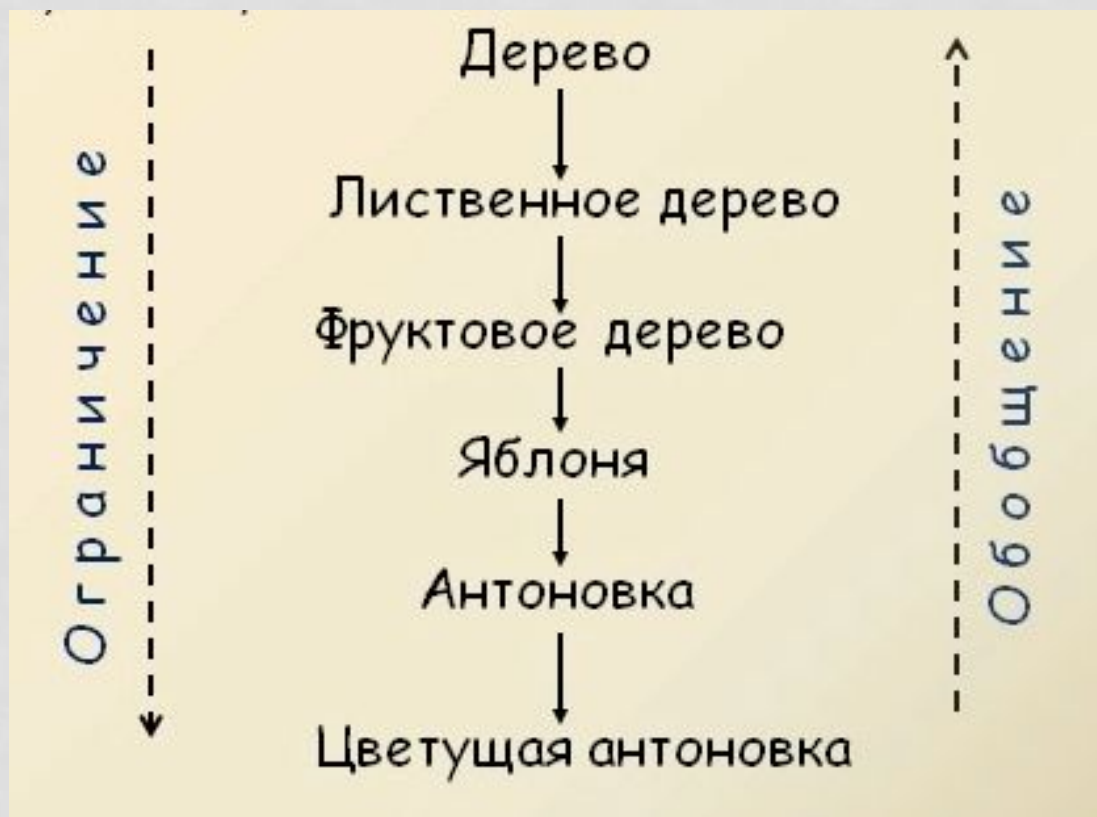 Дерево
Лиственное дерево
Фруктовое дерево
Яблоня
Антоновка
Цветущая антоновка
Ограничение
Обобщение